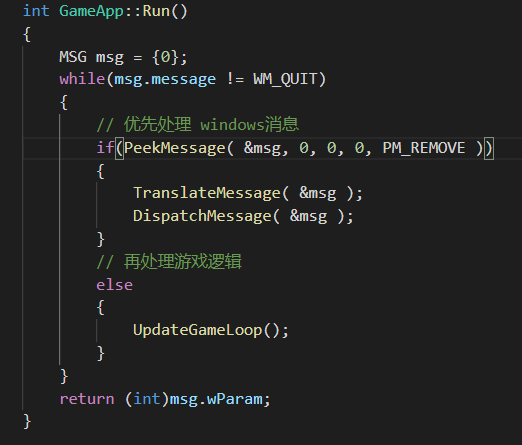 int GameApp::Run()
{
    MSG msg = {0};
    while(msg.message != WM_QUIT)
    {
        // 优先处理 windows消息
        if(PeekMessage( &msg, 0, 0, 0, PM_REMOVE ))
        {
            TranslateMessage( &msg );
            DispatchMessage( &msg );
        }
        // 再处理游戏逻辑
        else
        {
            UpdateGameLoop();
        }
    }
    return (int)msg.wParam;
}